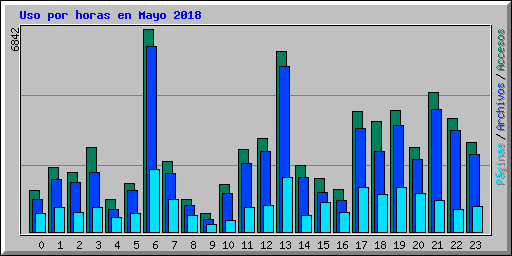 Uso por horas en Mayo 2018
6842
Páginas / Archivos / Accesos
0 1 2 3 4 5 6 7 8 9 10 11 12 13 14 15 16 17 18 19 20 21 22 23